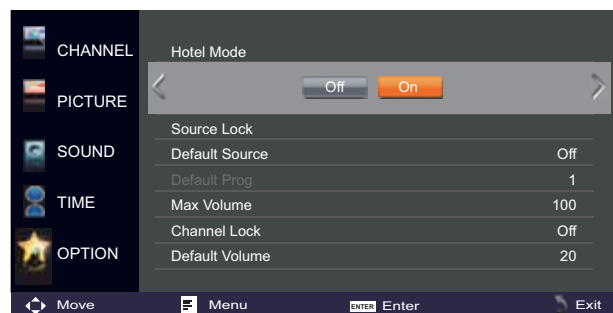 CHANNEL
PICTURE
SOUND
TIME
OPTION
Hotel Mode
Off On
Source Lock
Default Source Off
Default Prog 1
Max Volume 100
Channel Lock Off
Default Volume 20
Move Menu ENTER Enter Exit